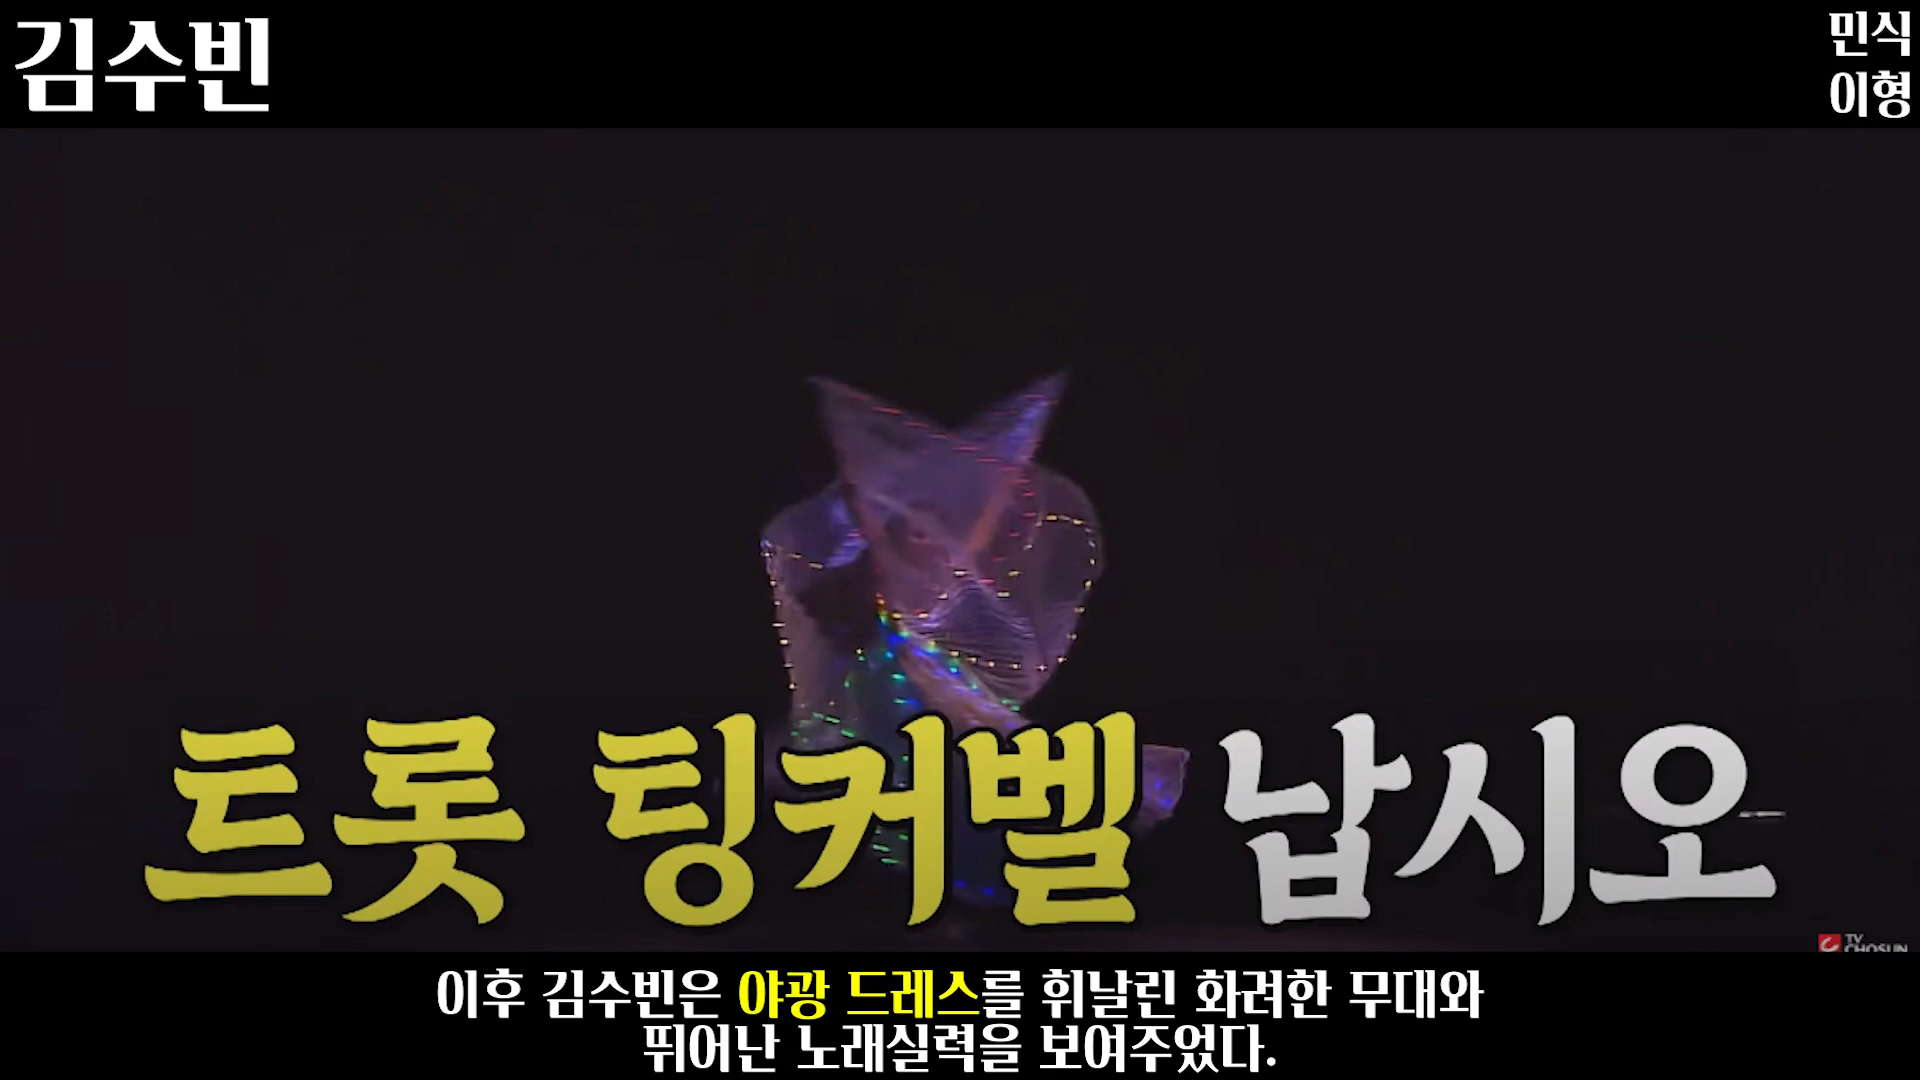 김수빈
민식
이형
트롯 팅커벨 납시오
TV
CHOSUN
이후 김수빈은 야광 드레스를 휘날린 화려한 무대와
뛰어난 노래실력을 보여주었다.